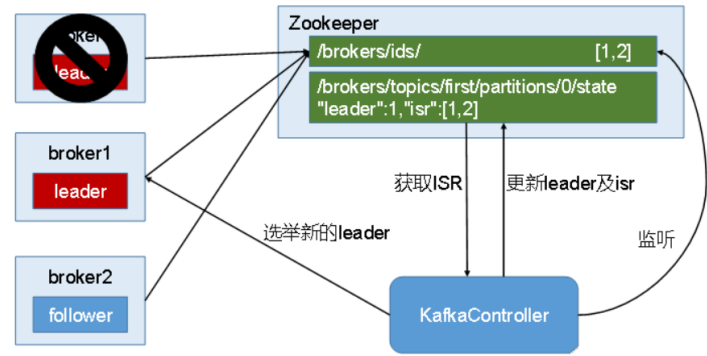 Zookeeper
/brokers/ids/ [1,2]
/brokers/topics/first/partitions/0/state
"leader":1,"isr":[1,2]
broker1
leader
broker2
follower
获取ISR
更新leader及isr
选举新的leader
监听
KafkaController